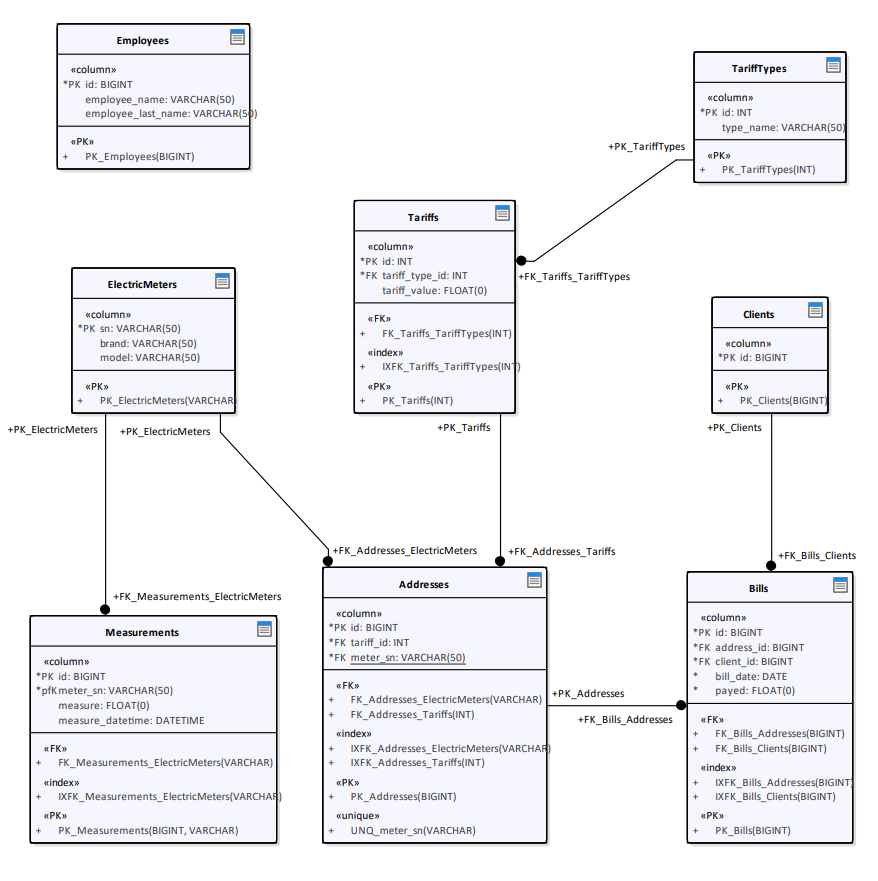 Employees
«column»
*PK id: BIGINT
employee_name: VARCHAR(50)
employee_last_name: VARCHAR(50)
«PK»
+ PK_Employees(BIGINT)
TariffTypes
«column»
*PK id: INT
type_name: VARCHAR(50)
«PK»
+ PK_TariffTypes(INT)
+PK_TariffTypes
+FK_Tariffs_TariffTypes
Tariffs
«column»
*PK id: INT
*FK tariff_type_id: INT
tariff_value: FLOAT(0)
«FK»
+ FK_Tariffs_TariffTypes(INT)
«index»
+ IXFK_Tariffs_TariffTypes(INT)
«PK»
+ PK_Tariffs(INT)
ElectricMeters
«column»
*PK sn: VARCHAR(50)
brand: VARCHAR(50)
model: VARCHAR(50)
«PK»
+ PK_ElectricMeters(VARCHAR)
Clients
«column»
*PK id: BIGINT
«PK»
+ PK_Clients(BIGINT)
+PK_ElectricMeters
+PK_ElectricMeters
+PK_Tariffs
+PK_Clients
+FK_Measurements_ElectricMeters
+FK_Addresses_ElectricMeters
+FK_Addresses_Tariffs
+FK_Bills_Clients
Measurements
«column»
*PK id: BIGINT
*pfK meter_sn: VARCHAR(50)
measure: FLOAT(0)
measure_datetime: DATETIME
«FK»
+ FK_Measurements_ElectricMeters(VARCHAR)
«index»
+ IXFK_Measurements_ElectricMeters(VARCHAR)
«PK»
+ PK_Measurements(BIGINT, VARCHAR)
Addresses
«column»
*PK id: BIGINT
*FK tariff_id: INT
*FK meter_sn: VARCHAR(50)
«FK»
+ FK_Addresses_ElectricMeters(VARCHAR)
+ FK_Addresses_Tariffs(INT)
«index»
+ IXFK_Addresses_ElectricMeters(VARCHAR)
+ IXFK_Addresses_Tariffs(INT)
«PK»
+ PK_Addresses(BIGINT)
«unique»
+ UNQ_meter_sn(VARCHAR)
+PK_Addresses
+FK_Bills_Addresses
Bills
«column»
*PK id: BIGINT
*FK address_id: BIGINT
*FK client_id: BIGINT
* bill_date: DATE
* payed: FLOAT(0)
«FK»
+ FK_Bills_Addresses(BIGINT)
+ FK_Bills_Clients(BIGINT)
«index»
+ IXFK_Bills_Addresses(BIGINT)
+ IXFK_Bills_Clients(BIGINT)
«PK»
+ PK_Bills(BIGINT)